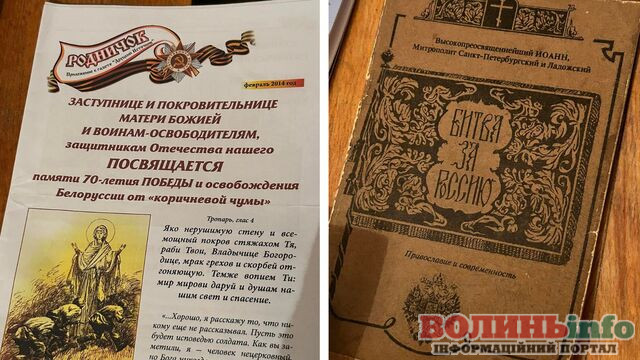 РОДНИЧОК
Приложение к газете "Детский Источник"
февраль 2014 год
ЗАСТУПНИЦЕ И ПОКРОВИТЕЛЬНИЦЕ
МАТЕРИ БОЖИЕЙ
И ВОИНАМ-ОСВОБОДИТЕЛЯМ,
защитникам Отечества нашего
ПОСВЯЩАЕТСЯ
памяти 70-летия ПОБЕДЫ и освобождения
Белоруссии от «коричневой чумы»
Тропарь, глас 4
Яко нерушимую стену и все-
мощный покров стяжахом Тя,
раби Твои, Владычице Богоро-
дице, мрак грехов и скорбей от-
гоняющую. Темже вопием Ти:
мир мирови даруй и душам на-
шим свет и спасение.
«...Хорошо, я расскажу то, что ни-
кому еще не рассказывал. Пусть это
будет исповедью солдата. Как вы за-
метили, я — человек нецерковный.
Высокопреосвященнейший ИОАНН,
Митрополит Санкт-Петербургский и Ладожский
БИТВА
ЗА
РОССИЮ
Православие и современность
ВОЛИНЬinfo
ІНФОРМАЦІЙНИЙ ПОРТАЛ